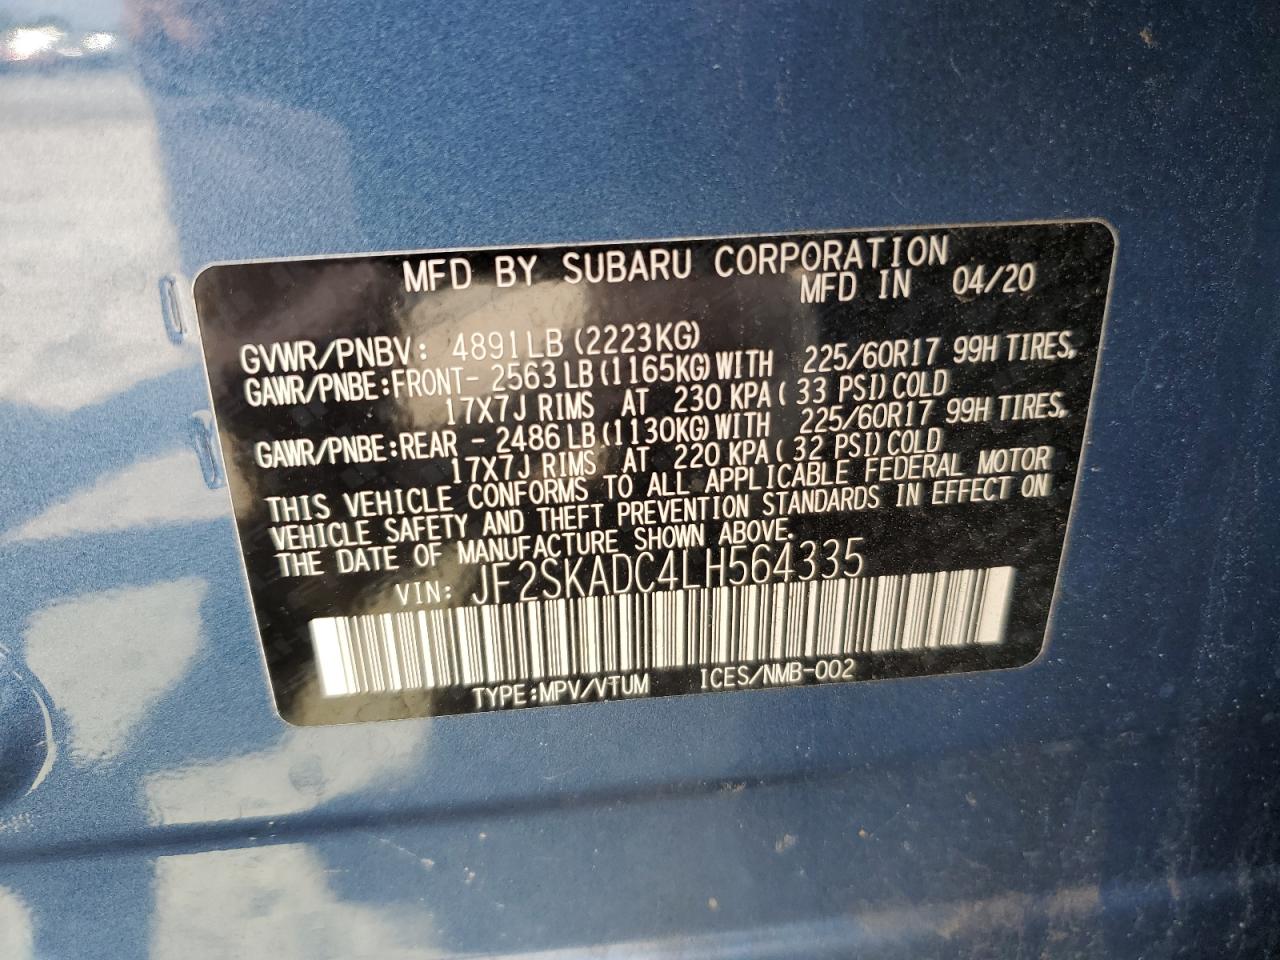 MFD BY SUBARU CORPORATION
MFD IN 04/20
GVWR/PNBV: 4891LB (2223KG)
GAWR/PNBE:FRONT- 2563 LB (1165KG) WITH 225/60R17 99H TIRES,
17X7J RIMS AT 230 KPA ( 33 PSI) COLD
GAWR/PNBE:REAR - 2486 LB (1130KG) WITH 225/60R17 99H TIRES,
17X7J RIMS AT 220 KPA ( 32 PSI) COLD
THIS VEHICLE CONFORMS TO ALL APPLICABLE FEDERAL MOTOR
VEHICLE SAFETY AND THEFT PREVENTION STANDARDS IN EFFECT ON
THE DATE OF MANUFACTURE SHOWN ABOVE.
VIN: JF2SKADC4LH564335
TYPE:MPV/VTUM ICES/NMB-002